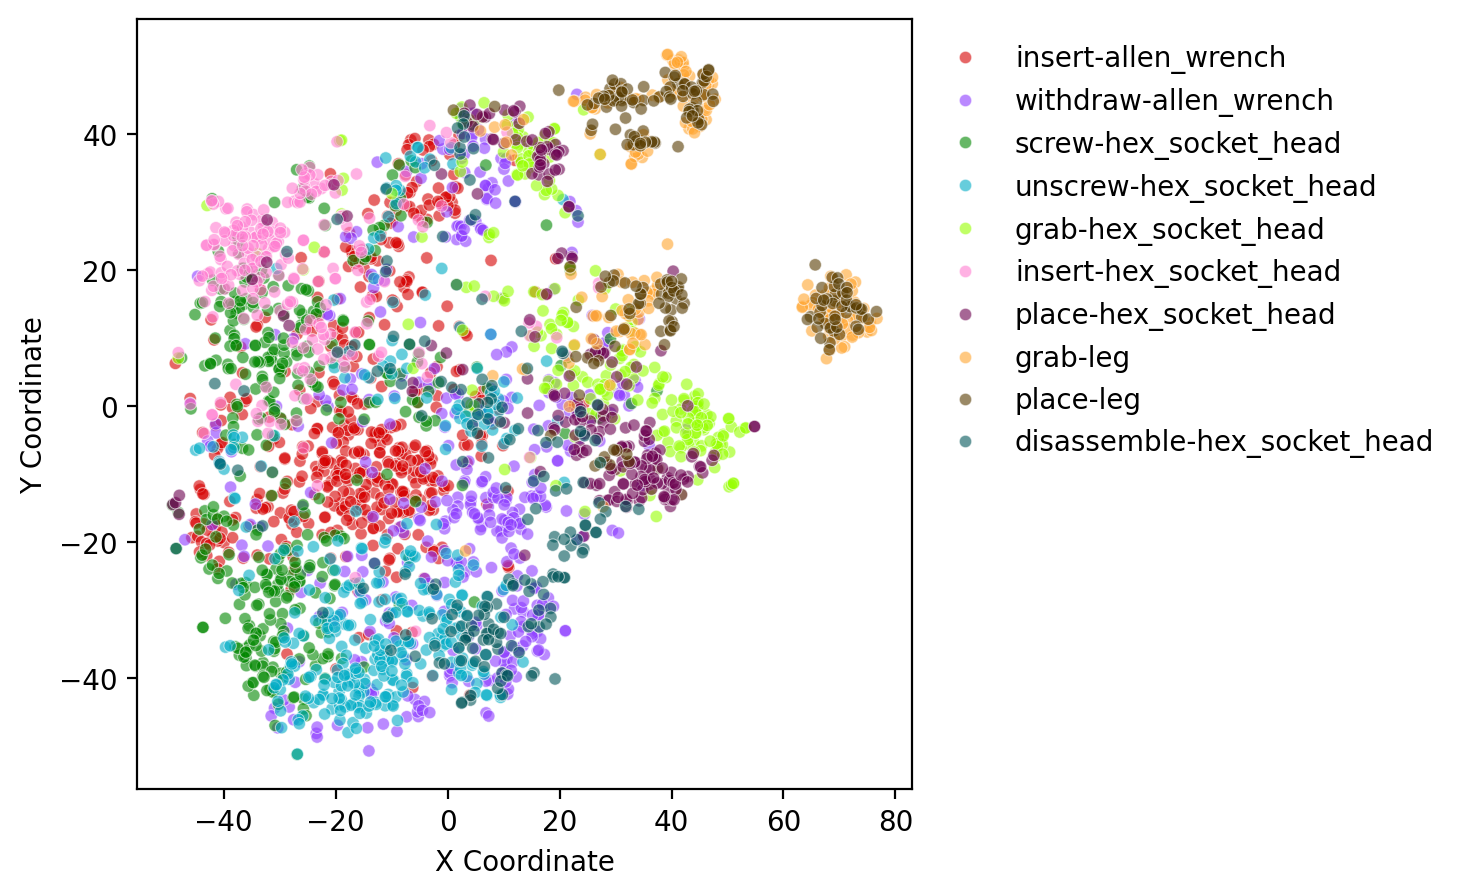 40
20
0
−20
−40
Y Coordinate
−40 −20 0 20 40 60 80
X Coordinate
insert-allen_wrench
withdraw-allen_wrench
screw-hex_socket_head
unscrew-hex_socket_head
grab-hex_socket_head
insert-hex_socket_head
place-hex_socket_head
grab-leg
place-leg
disassemble-hex_socket_head